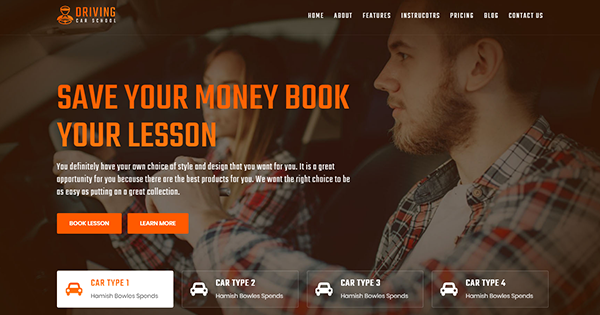 DRIVING
CAR SCHOOL
HOME ABOUT FEATURES INSTRUCOTRS PRICING BLOG CONTACT US
SAVE YOUR MONEY BOOK
YOUR LESSON
You definitely have your own choice of style and design that you want for you. It is a great
opportunity for you because there are the best products for you. We want the right choice to be
as easy as putting on a great collection.
BOOK LESSON LEARN MORE
CAR TYPE 1
Hamish Bowles Spends
CAR TYPE 2
Hamish Bowles Spends
CAR TYPE 3
Hamish Bowles Spends
CAR TYPE 4
Hamish Bowles Spends